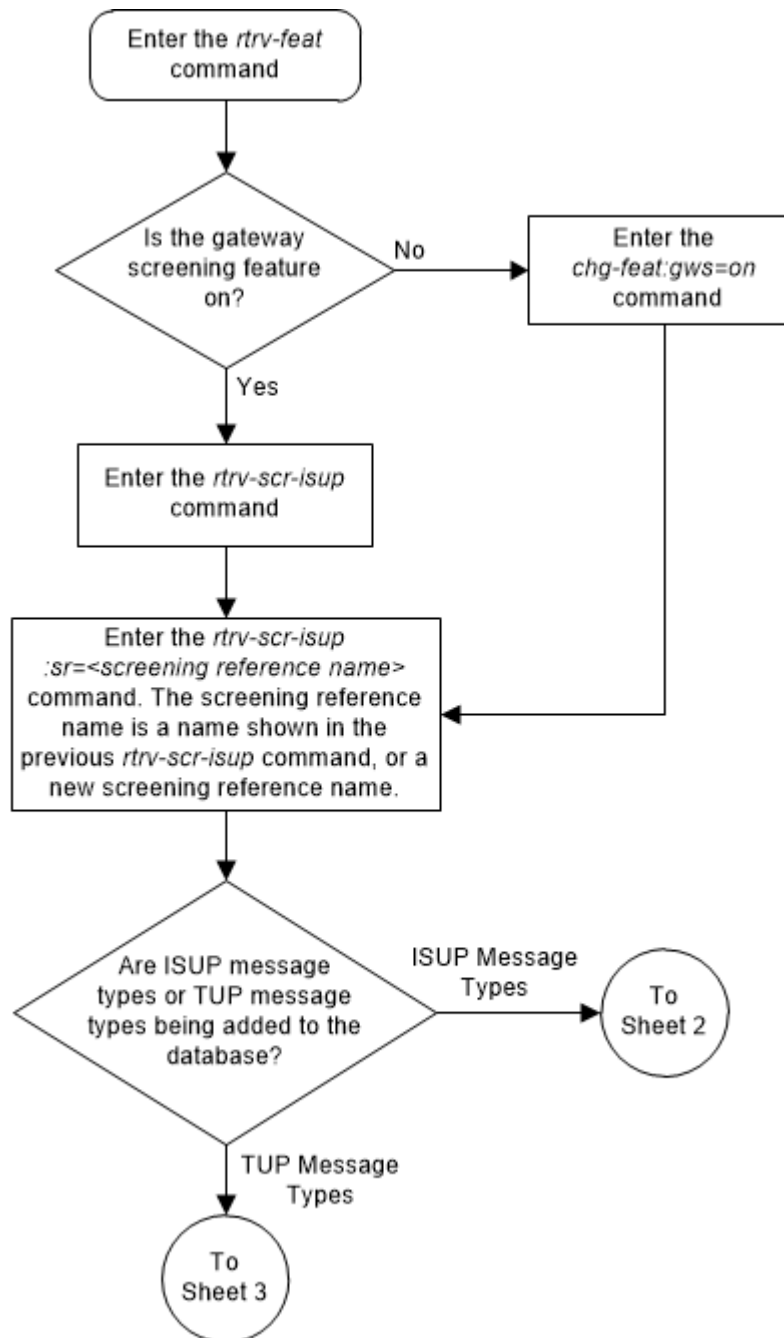 Enter the rtrv-feat
command
Is the gateway
screening feature
on?
No
Enter the
chg-feat:gws=on
command
Yes
Enter the rtrv-scr-isup
command
Enter the rtrv-scr-isup
:sr=<screening reference name>
command. The screening reference
name is a name shown in the
previous rtrv-scr-isup command, or a
new screening reference name.
Are ISUP message
types or TUP message
types being added to the
database?
ISUP Message
Types
To
Sheet 2
TUP Message
Types
To
Sheet 3